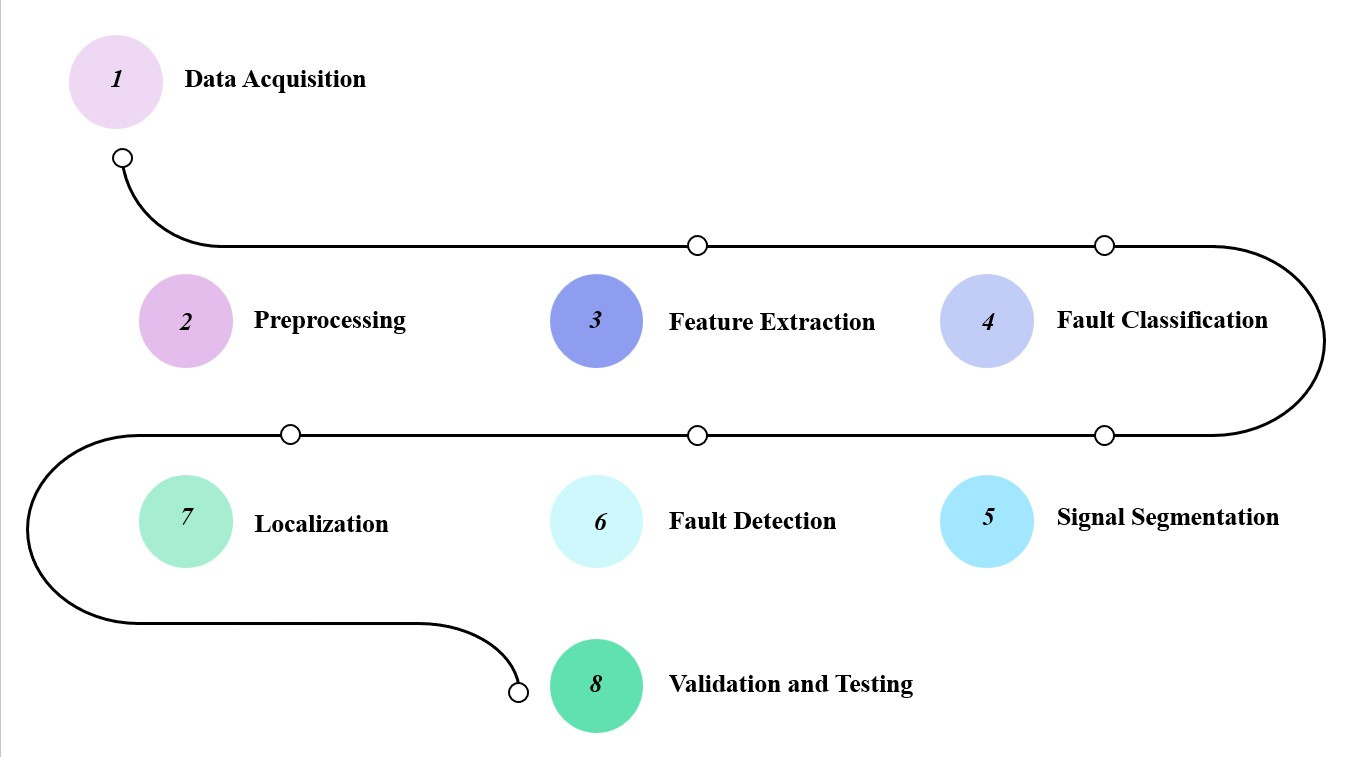 1 Data Acquisition
2 Preprocessing
3 Feature Extraction
4 Fault Classification
5 Signal Segmentation
6 Fault Detection
7 Localization
8 Validation and Testing